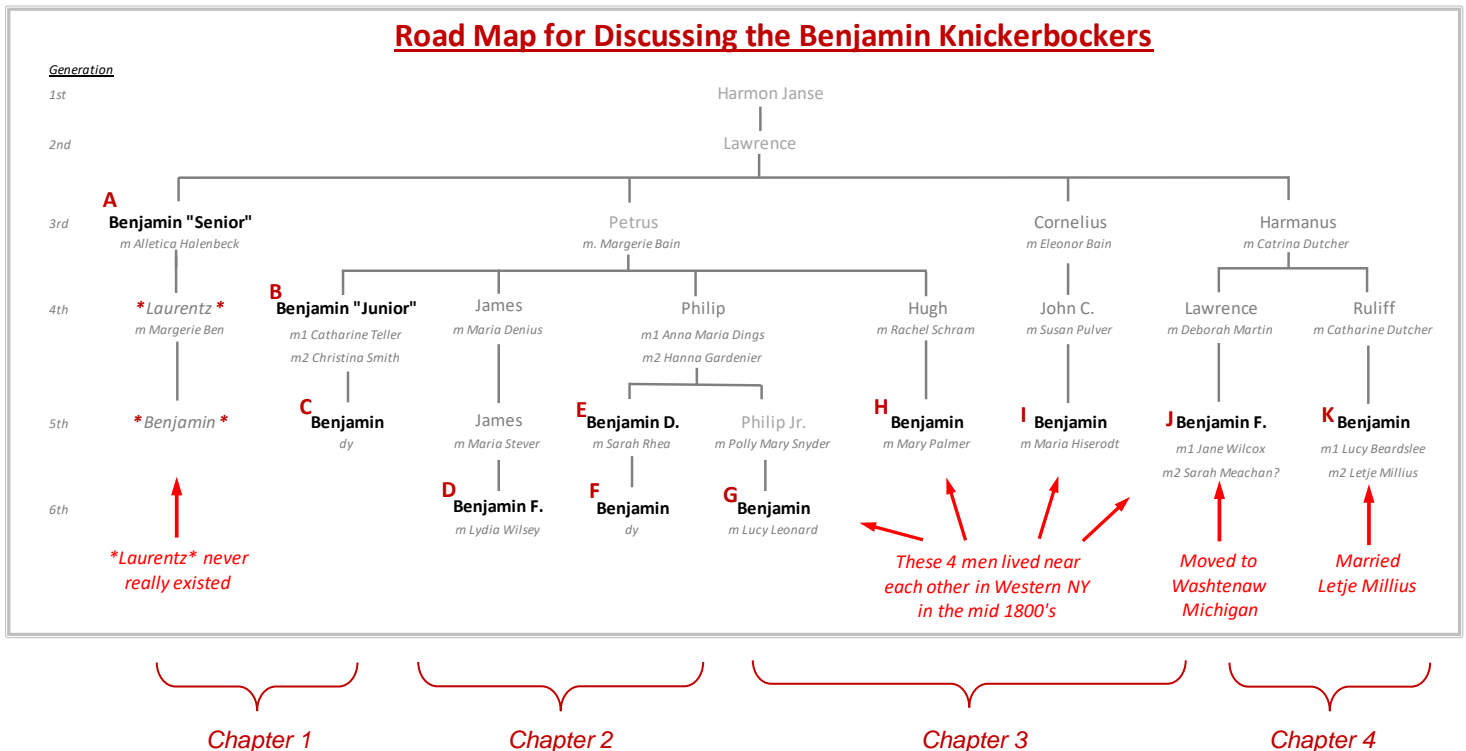 Road Map for Discussing the Benjamin Knickerbockers
Generation
1st
Harmon Janse
2nd
Lawrence
3rd
A
Benjamin "Senior"
m Alletica Halenbeck
Petrus
m. Margerie Bain
Cornelius
m Eleonor Bain
Harmanus
m Catrina Dutcher
4th
*Laurentz *
m Margerie Ben
B
Benjamin "Junior"
m1 Catharine Teller
m2 Christina Smith
James
m Maria Denius
Philip
m1 Anna Maria Dings
m2 Hanna Gardenier
Hugh
m Rachel Schram
John C.
m Susan Pulver
Lawrence
m Deborah Martin
Ruliff
m Catharine Dutcher
5th
*Benjamin *
C
Benjamin
dy
James
m Maria Stever
E
Benjamin D.
m Sarah Rhea
Philip Jr.
m Polly Mary Snyder
H
Benjamin
m Mary Palmer
I
Benjamin
m Maria Hiserodt
J
Benjamin F.
m1 Jane Wilcox
m2 Sarah Meachan?
K
Benjamin
m1 Lucy Beardslee
m2 Letje Millius
6th
D
Benjamin F.
m Lydia Wilsey
F
Benjamin
dy
G
Benjamin
m Lucy Leonard
*Laurentz* never
really existed
These 4 men lived near
each other in Western NY
in the mid 1800's
Moved to
Washtenaw
Michigan
Married
Letje Millius
Chapter 1
Chapter 2
Chapter 3
Chapter 4